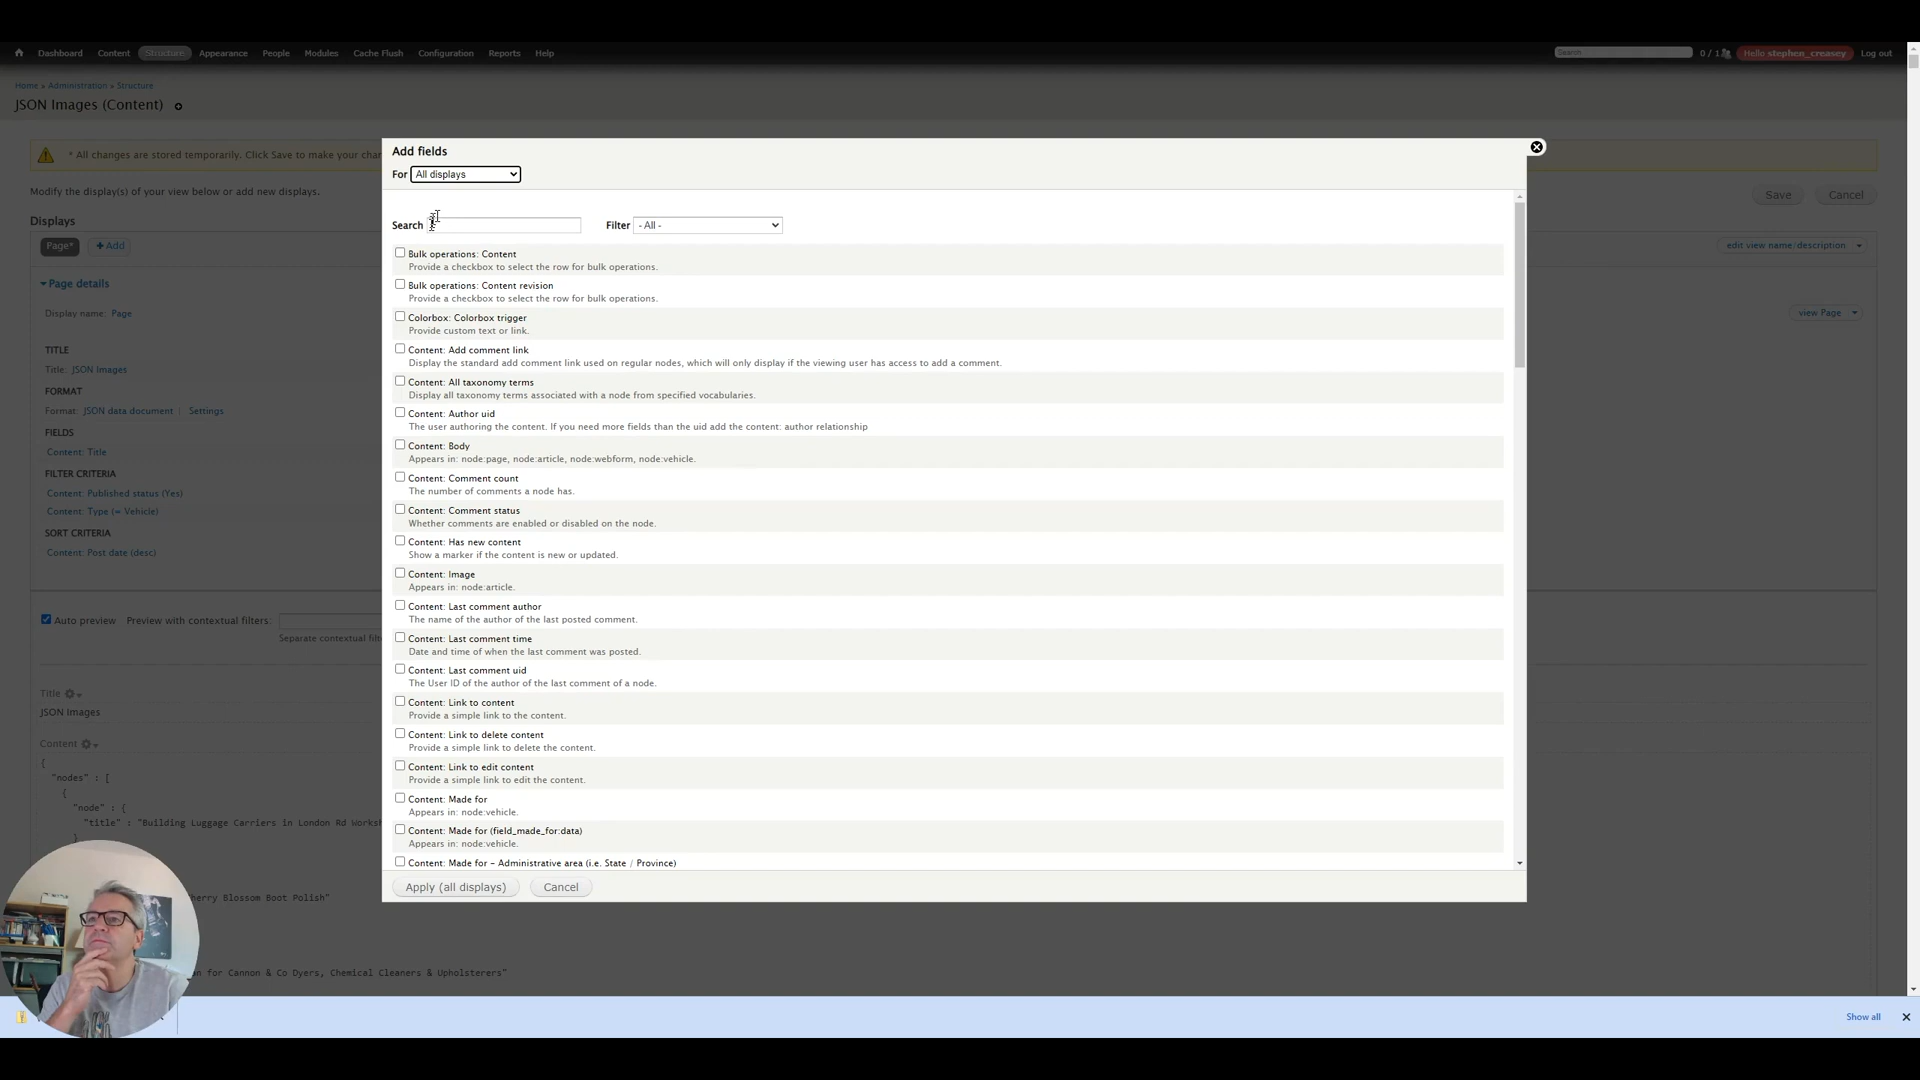 Dashboard Content Structure Appearance People Modules Cache Flush Configuration Reports Help Search 0 / 1 Hello stephen_creasey Log out
Home » Administration » Structure
JSON Images (Content)
* All changes are stored temporarily. Click Save to make your
Modify the display(s) of your view below or add new displays.
Save Cancel
Displays
Page* + Add
edit view name/description
Page details
Display name: Page
view Page
TITLE
Title: JSON Images
FORMAT
Format: JSON data document | Settings
FIELDS
Content: Title
FILTER CRITERIA
Content: Published status (Yes)
Content: Type (= Vehicle)
SORT CRITERIA
Content: Post date (desc)
Auto preview Preview with contextual filters:
Separate contextual
Title
JSON Images
Content
{
"nodes" : [
{
"node" : {
"title" : "Building Luggage Carriers in London Rd
}
Blossom Boot Polish"
for Cannon & Co Dyers, Chemical Cleaners & Upholsterers"
Add fields
For All displays
Search Filter - All -
Bulk operations: Content
Provide a checkbox to select the row for bulk operations.
Bulk operations: Content revision
Provide a checkbox to select the row for bulk operations.
Colorbox: Colorbox trigger
Provide custom text or link.
Content: Add comment link
Display the standard add comment link used on regular nodes, which will only display if the viewing user has access to add a comment.
Content: All taxonomy terms
Display all taxonomy terms associated with a node from specified vocabularies.
Content: Author uid
The user authoring the content. If you need more fields than the uid add the content: author relationship
Content: Body
Appears in: node:page, node:article, node:webform, node:vehicle.
Content: Comment count
The number of comments a node has.
Content: Comment status
Whether comments are enabled or disabled on the node.
Content: Has new content
Show a marker if the content is new or updated.
Content: Image
Appears in: node:article.
Content: Last comment author
The name of the author of the last posted comment.
Content: Last comment time
Date and time of when the last comment was posted.
Content: Last comment uid
The User ID of the author of the last comment of a node.
Content: Link to content
Provide a simple link to the content.
Content: Link to delete content
Provide a simple link to delete the content.
Content: Link to edit content
Provide a simple link to edit the content.
Content: Made for
Appears in: node:vehicle.
Content: Made for (field_made_for:data)
Appears in: node:vehicle.
Content: Made for - Administrative area (i.e. State / Province)
Apply (all displays) Cancel
Show all